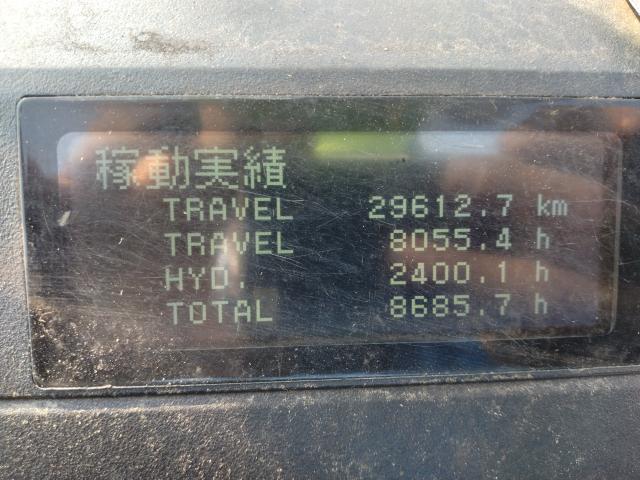 稼動実績
TRAVEL 29612.7 km
TRAVEL 8055.4 h
HYD. 2400.1 h
TOTAL 8685.7 h